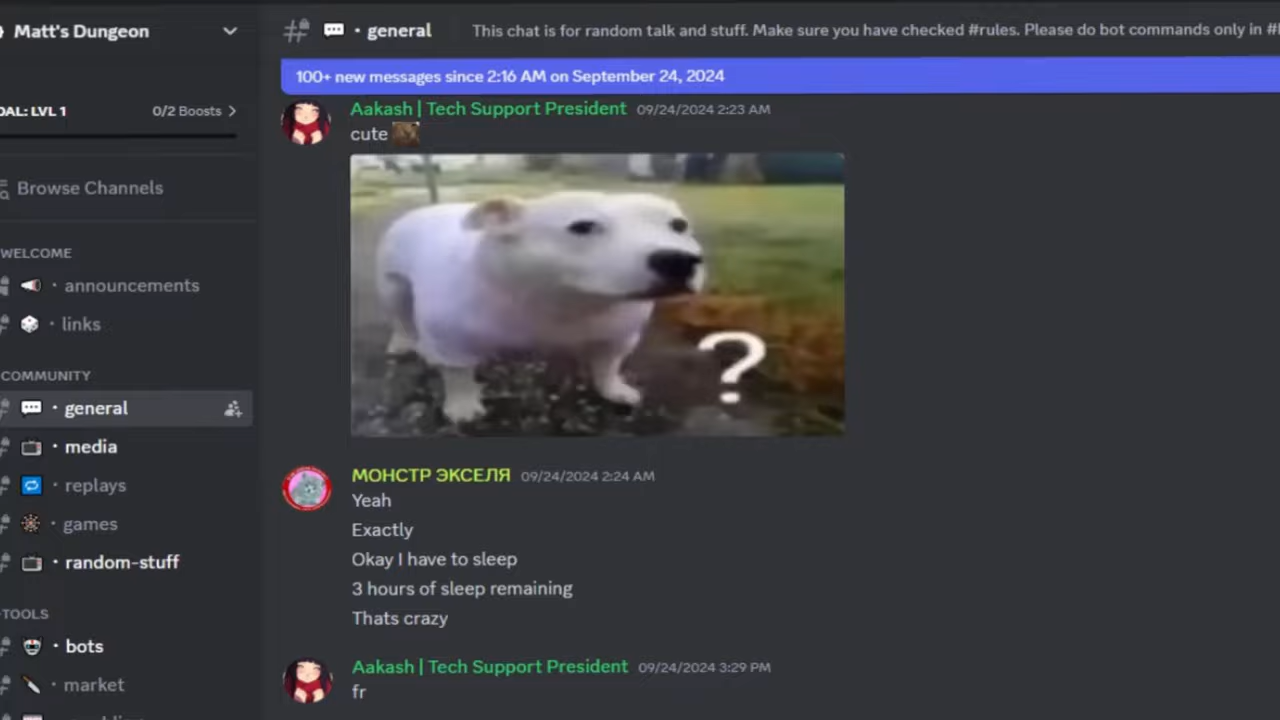 Matt's Dungeon
general
This chat is for random talk and stuff. Make sure you have checked #rules. Please do bot commands only in
100+ new messages since 2:16 AM on September 24, 2024
LVL 1
0/2 Boosts
Browse Channels
WELCOME
announcements
links
COMMUNITY
general
media
replays
games
random-stuff
TOOLS
bots
market
Aakash | Tech Support President 09/24/2024 2:23 AM
cute
?
МОНСТР ЭКСЕЛЯ 09/24/2024 2:24 AM
Yeah
Exactly
Okay I have to sleep
3 hours of sleep remaining
Thats crazy
Aakash | Tech Support President 09/24/2024 3:29 PM
fr